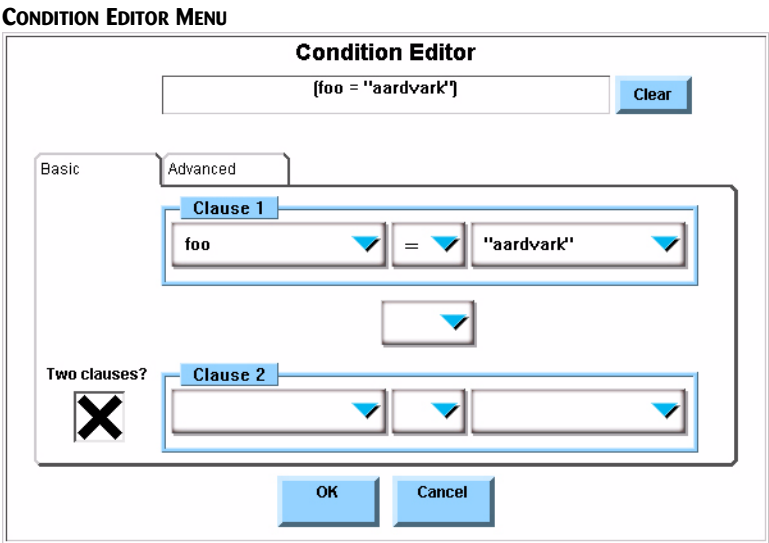 CONDITION EDITOR MENU
Condition Editor
(foo = "aardvark") Clear
Basic Advanced
Clause 1
foo = "aardvark"
Two clauses? Clause 2
OK Cancel